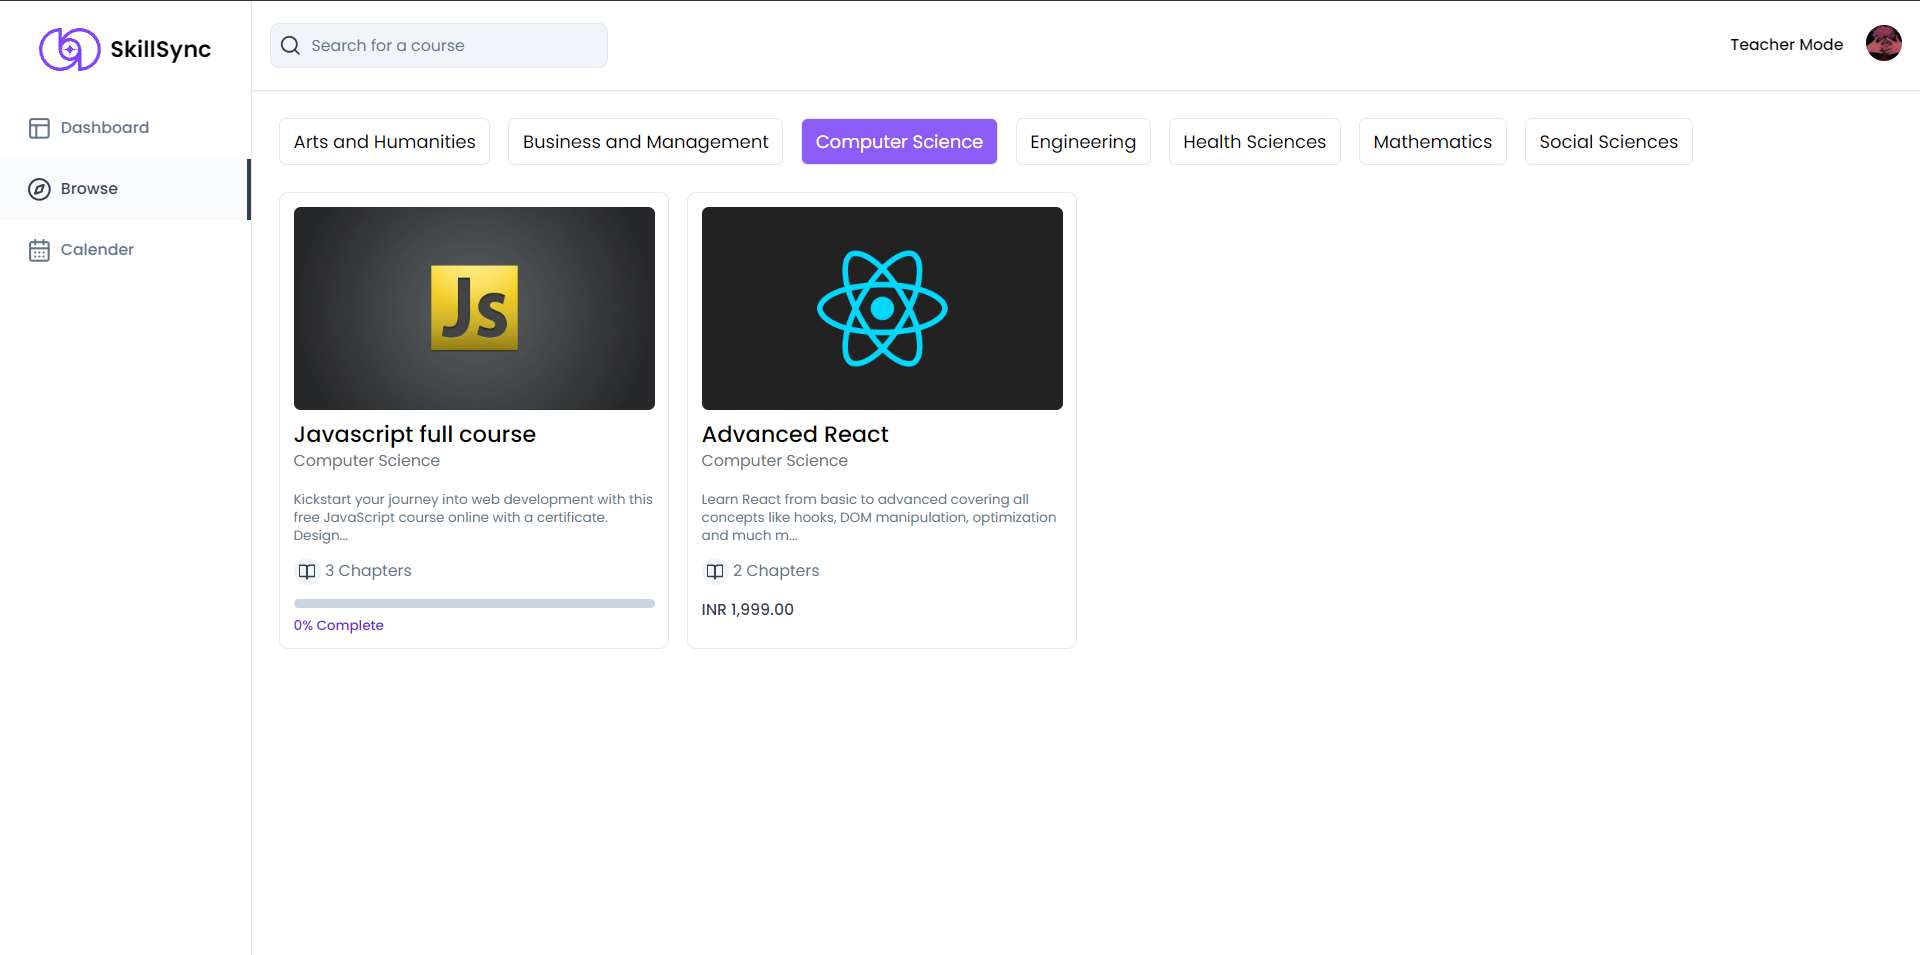 SkillSync
Search for a course
Teacher Mode
Dashboard
Browse
Calender
Arts and Humanities
Business and Management
Computer Science
Engineering
Health Sciences
Mathematics
Social Sciences
Js
Javascript full course
Computer Science
Kickstart your journey into web development with this
free JavaScript course online with a certificate.
Design...
3 Chapters
0% Complete
Advanced React
Computer Science
Learn React from basic to advanced covering all
concepts like hooks, DOM manipulation, optimization
and much m...
2 Chapters
INR 1,999.00